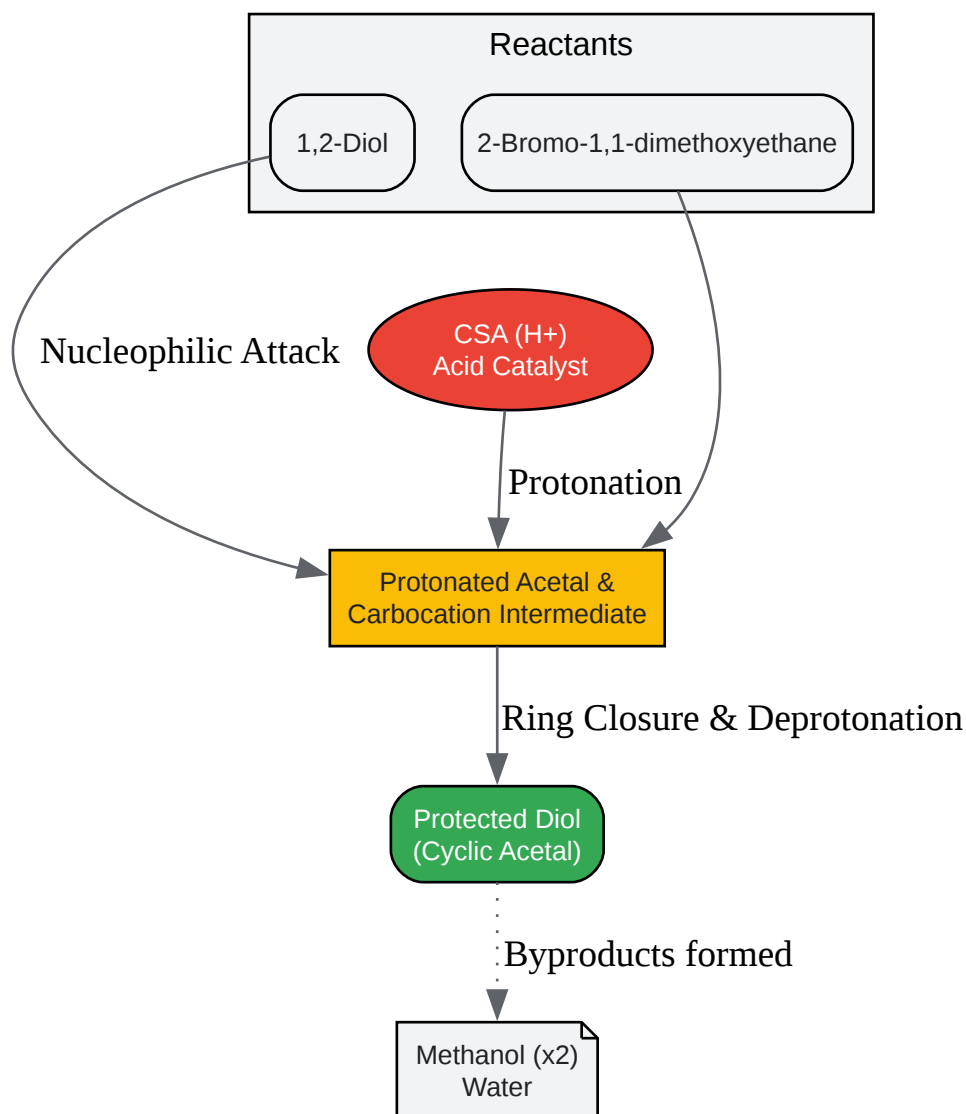 Reactants
1,2-Diol
2-Bromo-1,1-dimethoxyethane
Nucleophilic Attack
CSA (H+)
Acid Catalyst
Protonation
Protonated Acetal &
Carbocation Intermediate
Ring Closure & Deprotonation
Protected Diol
(Cyclic Acetal)
Byproducts formed
Methanol (x2)
Water